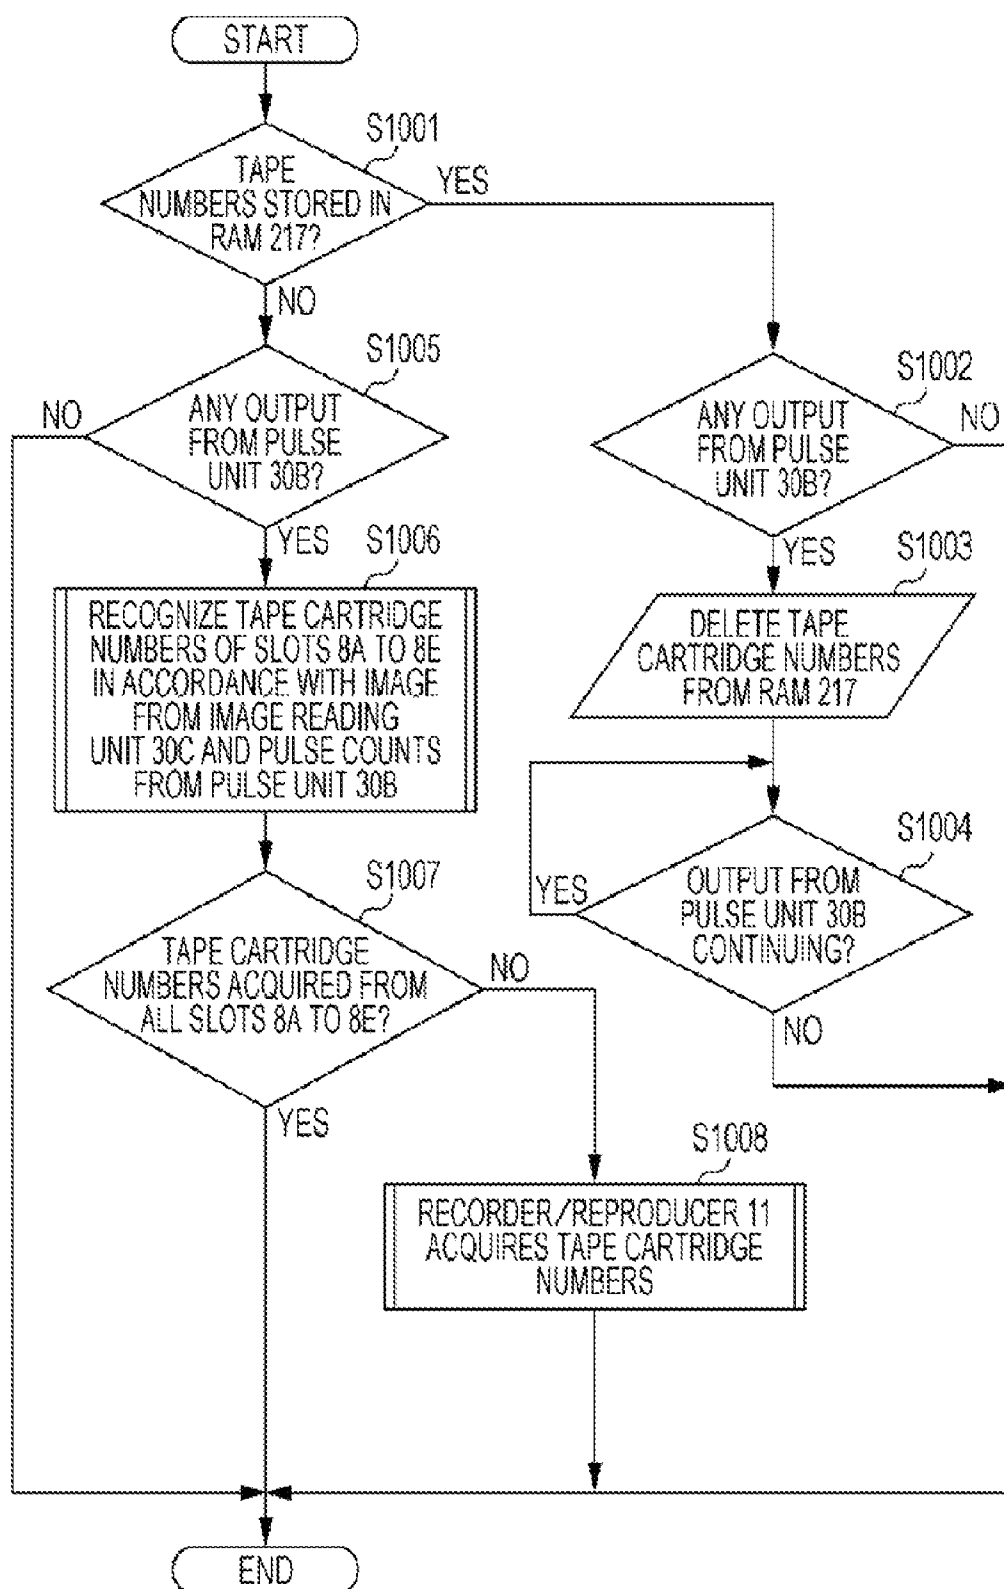 START
S1001
TAPE
NUMBERS STORED IN
RAM 217?
YES
NO
S1005
NO
ANY OUTPUT
FROM PULSE
UNIT 30B?
YES
S1002
ANY OUTPUT
FROM PULSE
UNIT 30B?
NO
YES
S1006
RECOGNIZE TAPE CARTRIDGE
NUMBERS OF SLOTS 8A TO 8E
IN ACCORDANCE WITH IMAGE
FROM IMAGE READING
UNIT 30C AND PULSE COUNTS
FROM PULSE UNIT 30B
S1003
DELETE TAPE
CARTRIDGE NUMBERS
FROM RAM 217
S1004
YES
OUTPUT FROM
PULSE UNIT 30B
CONTINUING?
NO
S1007
TAPE CARTRIDGE
NUMBERS ACQUIRED FROM
ALL SLOTS 8A TO 8E?
NO
YES
S1008
RECORDER/REPRODUCER 11
ACQUIRES TAPE CARTRIDGE
NUMBERS
END